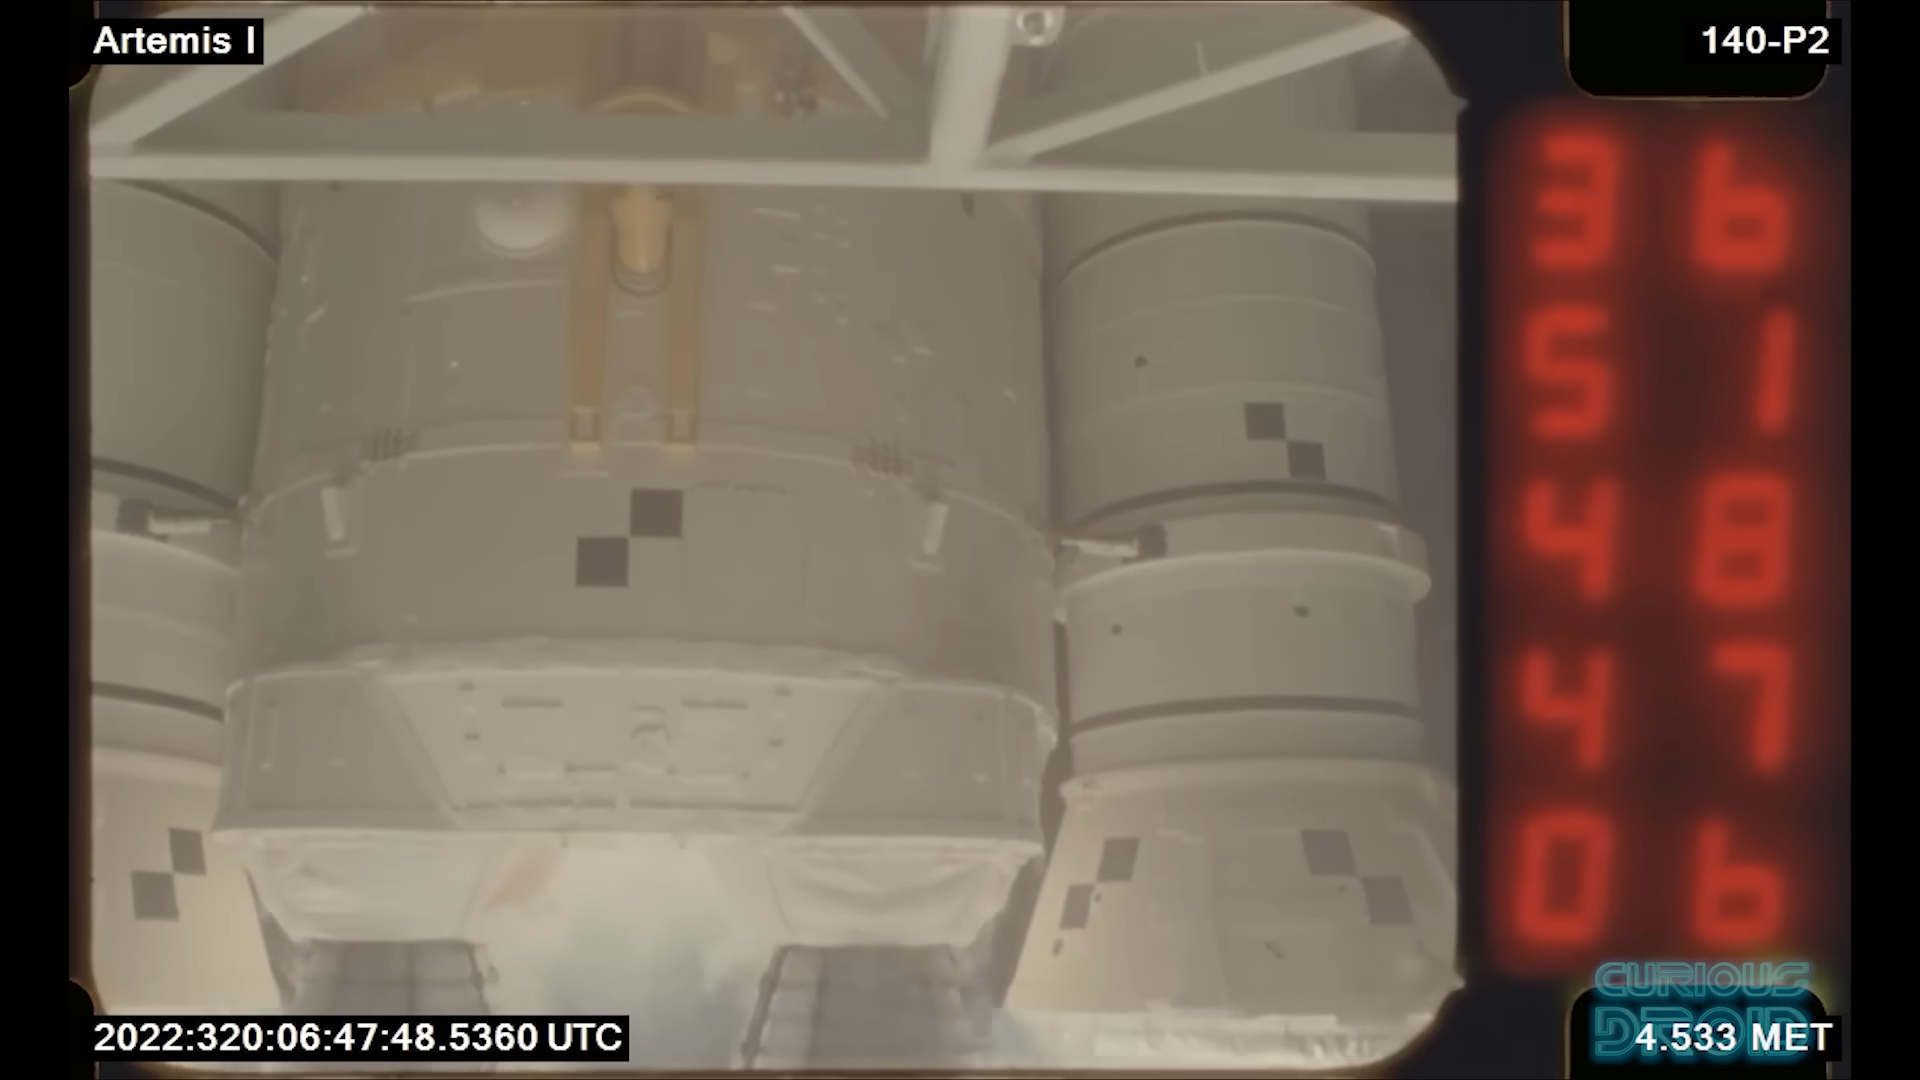 Artemis I
140-P2
3 6
5 1
4 8
4 7
0 6
CURIOUS
DROID
2022:320:06:47:48.5360 UTC
4.533 MET